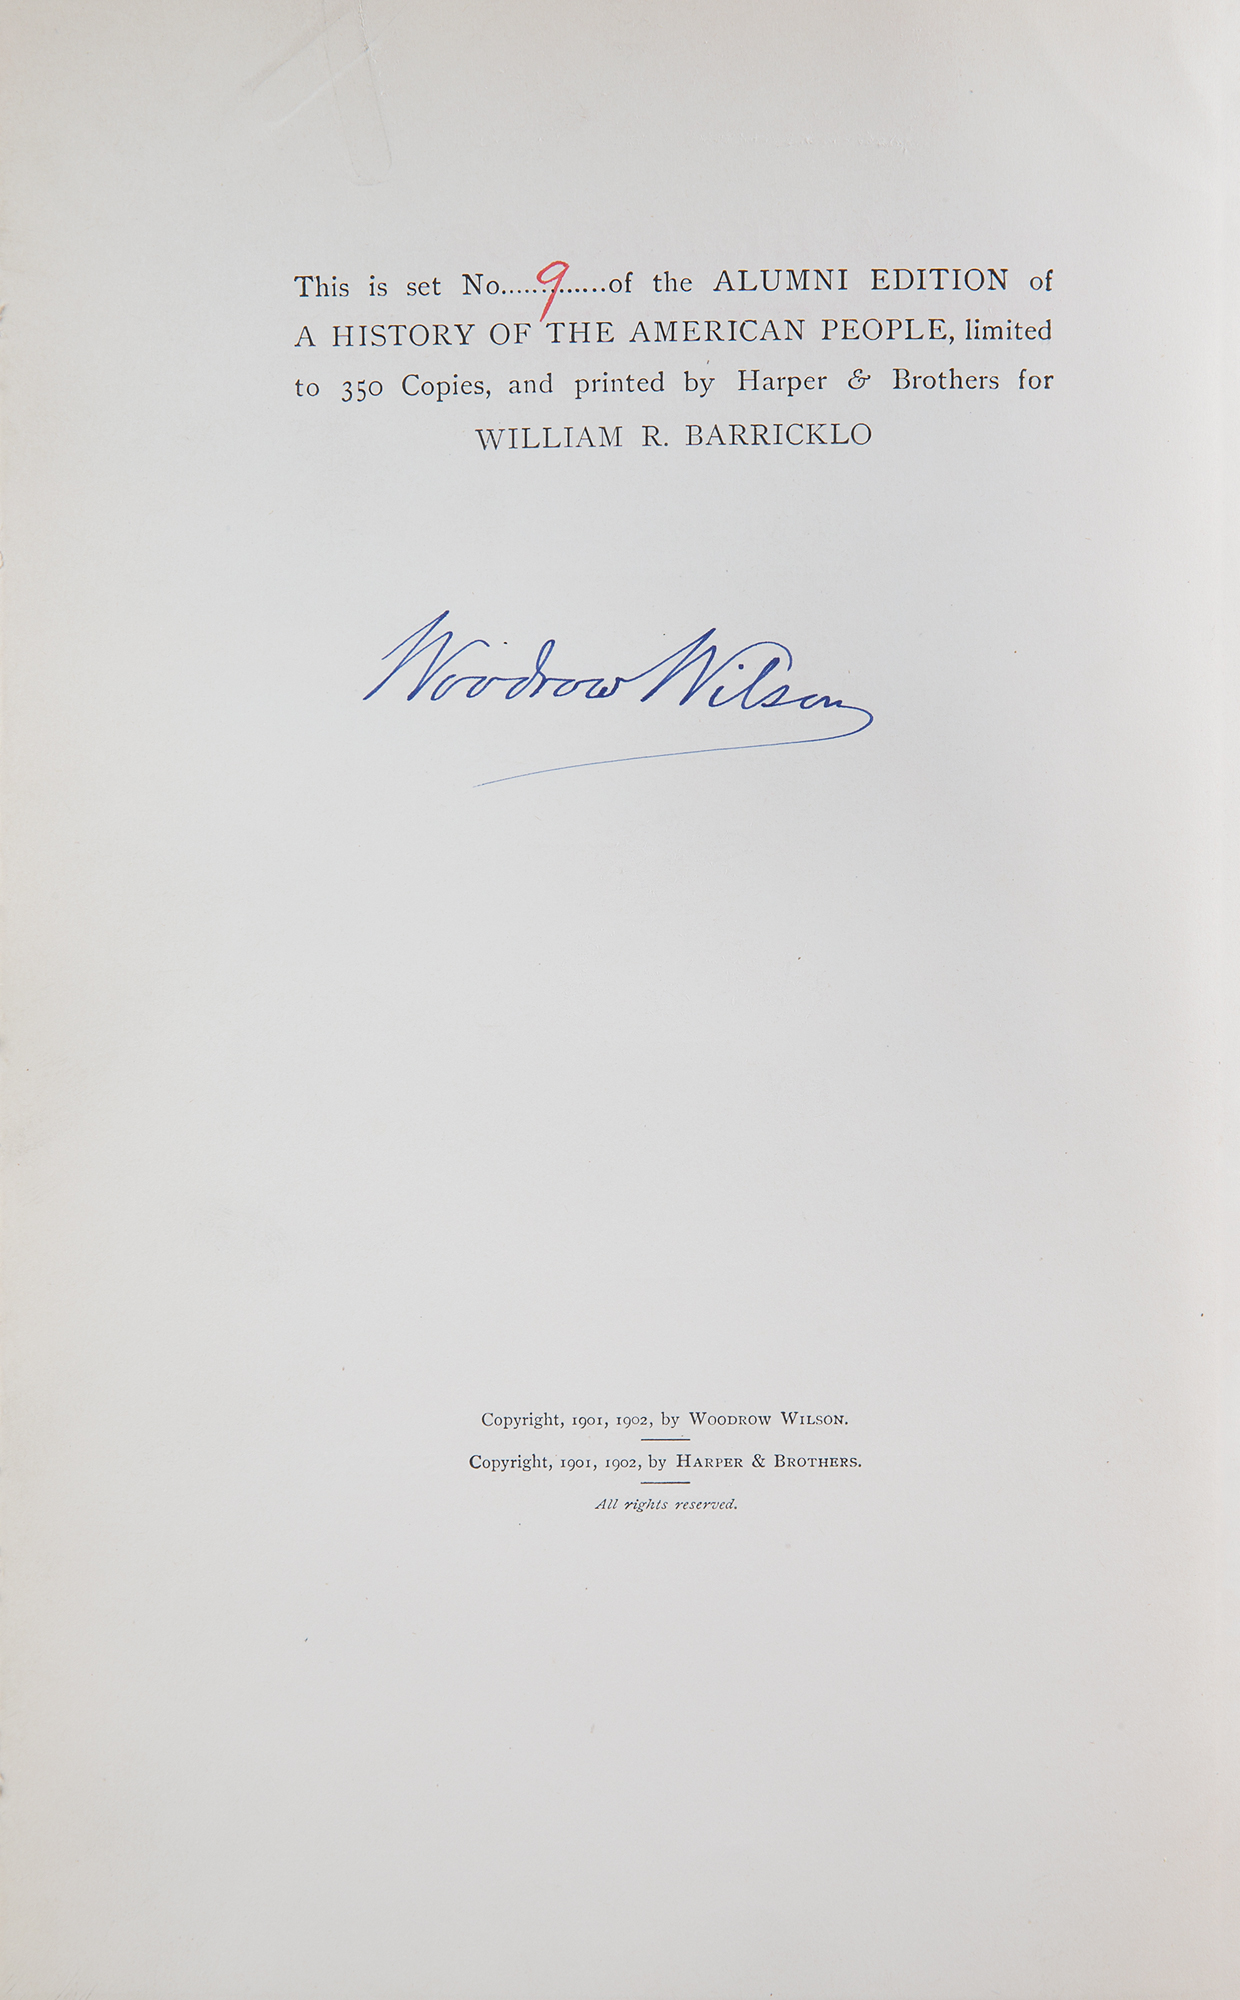 This is set No......9......of the ALUMNI EDITION of
A HISTORY OF THE AMERICAN PEOPLE, limited
to 350 Copies, and printed by Harper & Brothers for
WILLIAM R. BARRICKLO
Woodrow Wilson
Copyright, 1901, 1902, by WOODROW WILSON.
Copyright, 1901, 1902, by HARPER & BROTHERS.
All rights reserved.